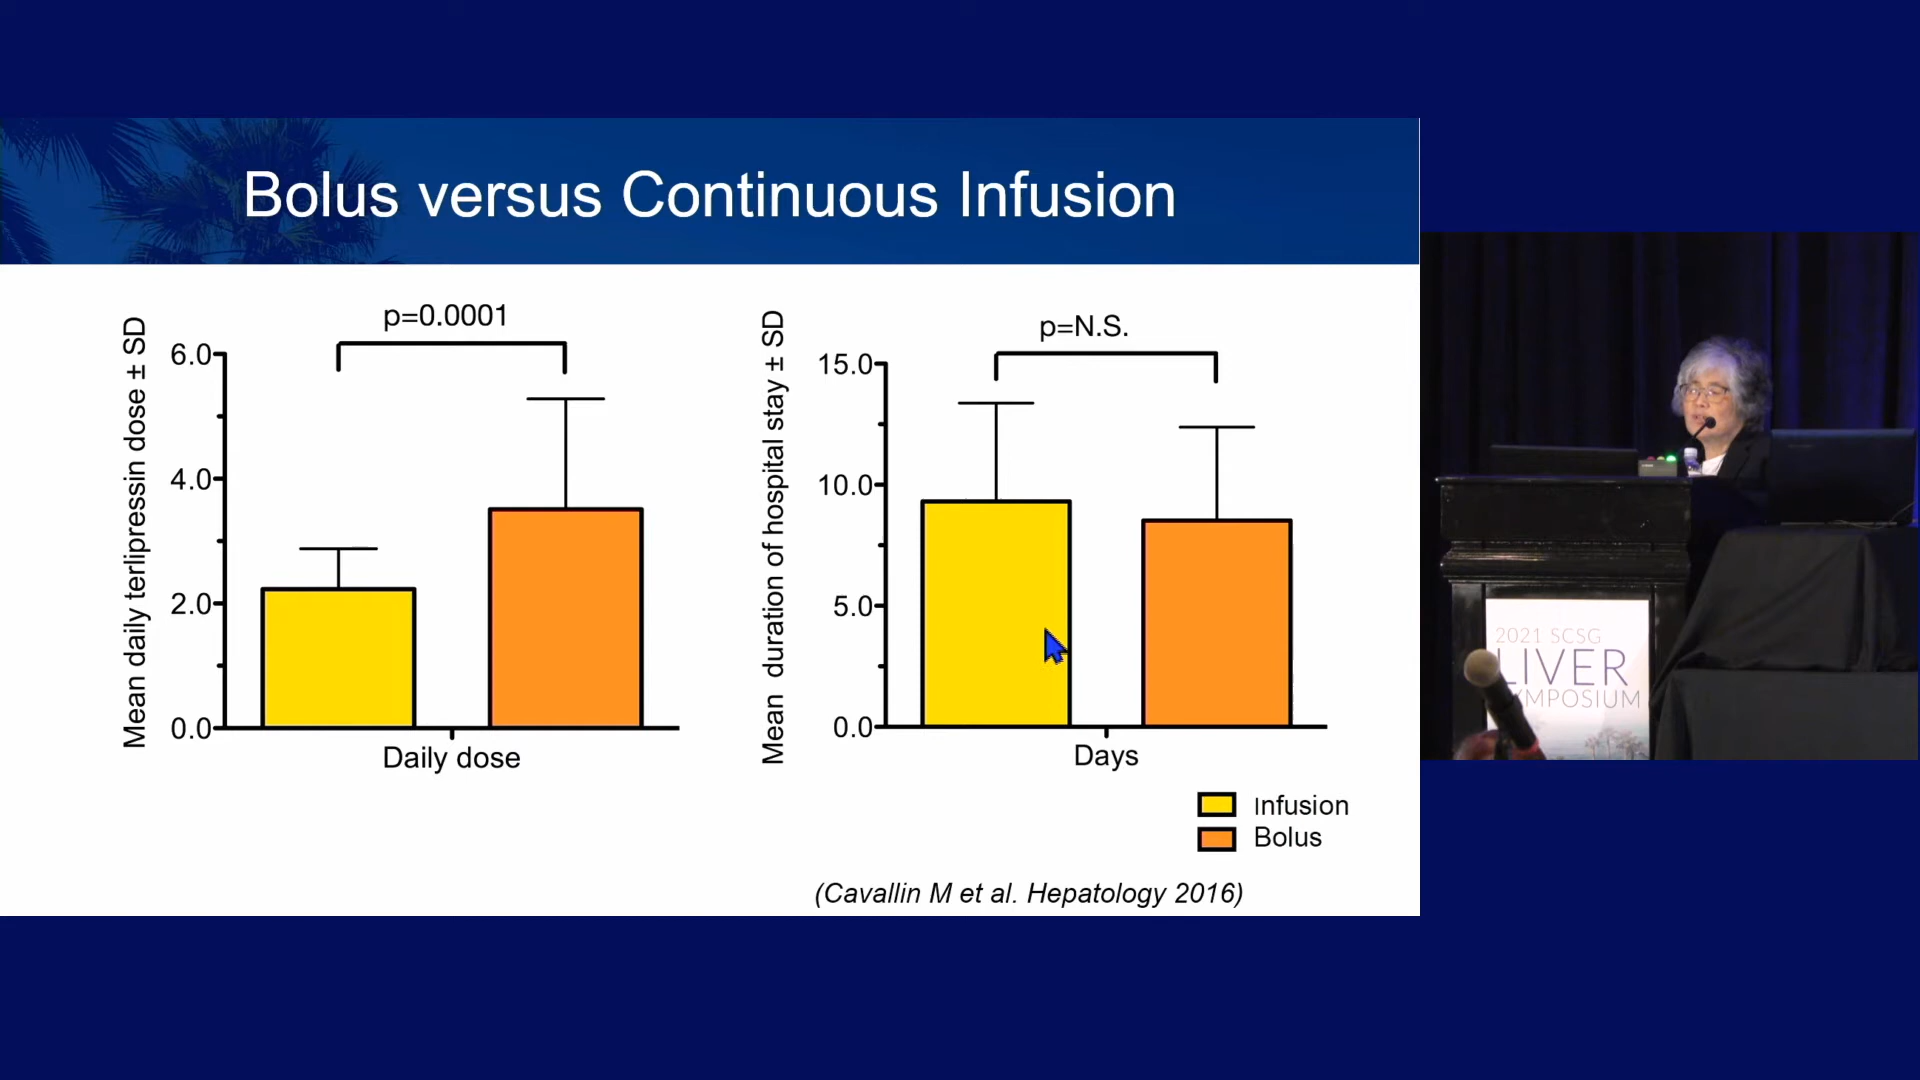 Bolus versus Continuous Infusion
Mean daily terlipressin dose ± SD
p=0.0001
6.0
4.0
2.0
0.0
Daily dose
Mean duration of hospital stay ± SD
p=N.S.
15.0
10.0
5.0
0.0
Days
Infusion
Bolus
(Cavallin M et al. Hepatology 2016)
2021 SCSG
LIVER
YMPOSIUM